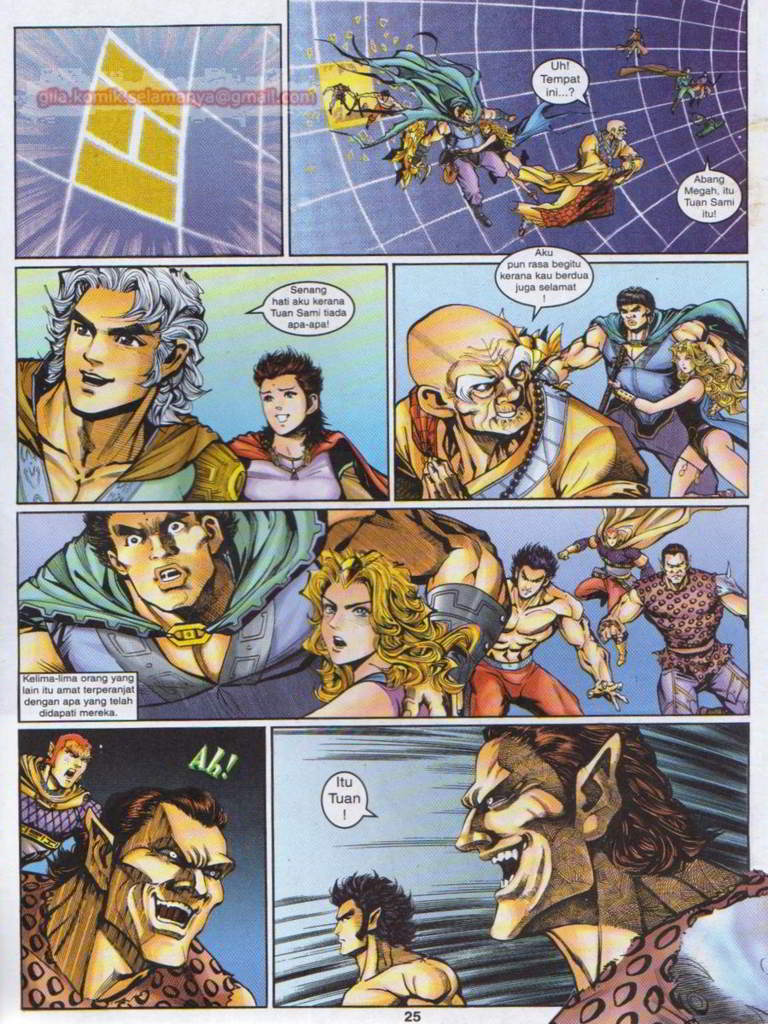 gila.komik.selamanya@gmail.com
Uh!
Tempat
ini...?
Abang
Megah, itu
Tuan Sami
itu!
Senang
hati aku kerana
Tuan Sami tiada
apa-apa!
Aku
pun rasa begitu
kerana kau berdua
juga selamat
!
Kelima-lima orang yang
lain itu amat terperanjat
dengan apa yang telah
didapati mereka.
Ah!
Itu
Tuan
!
25